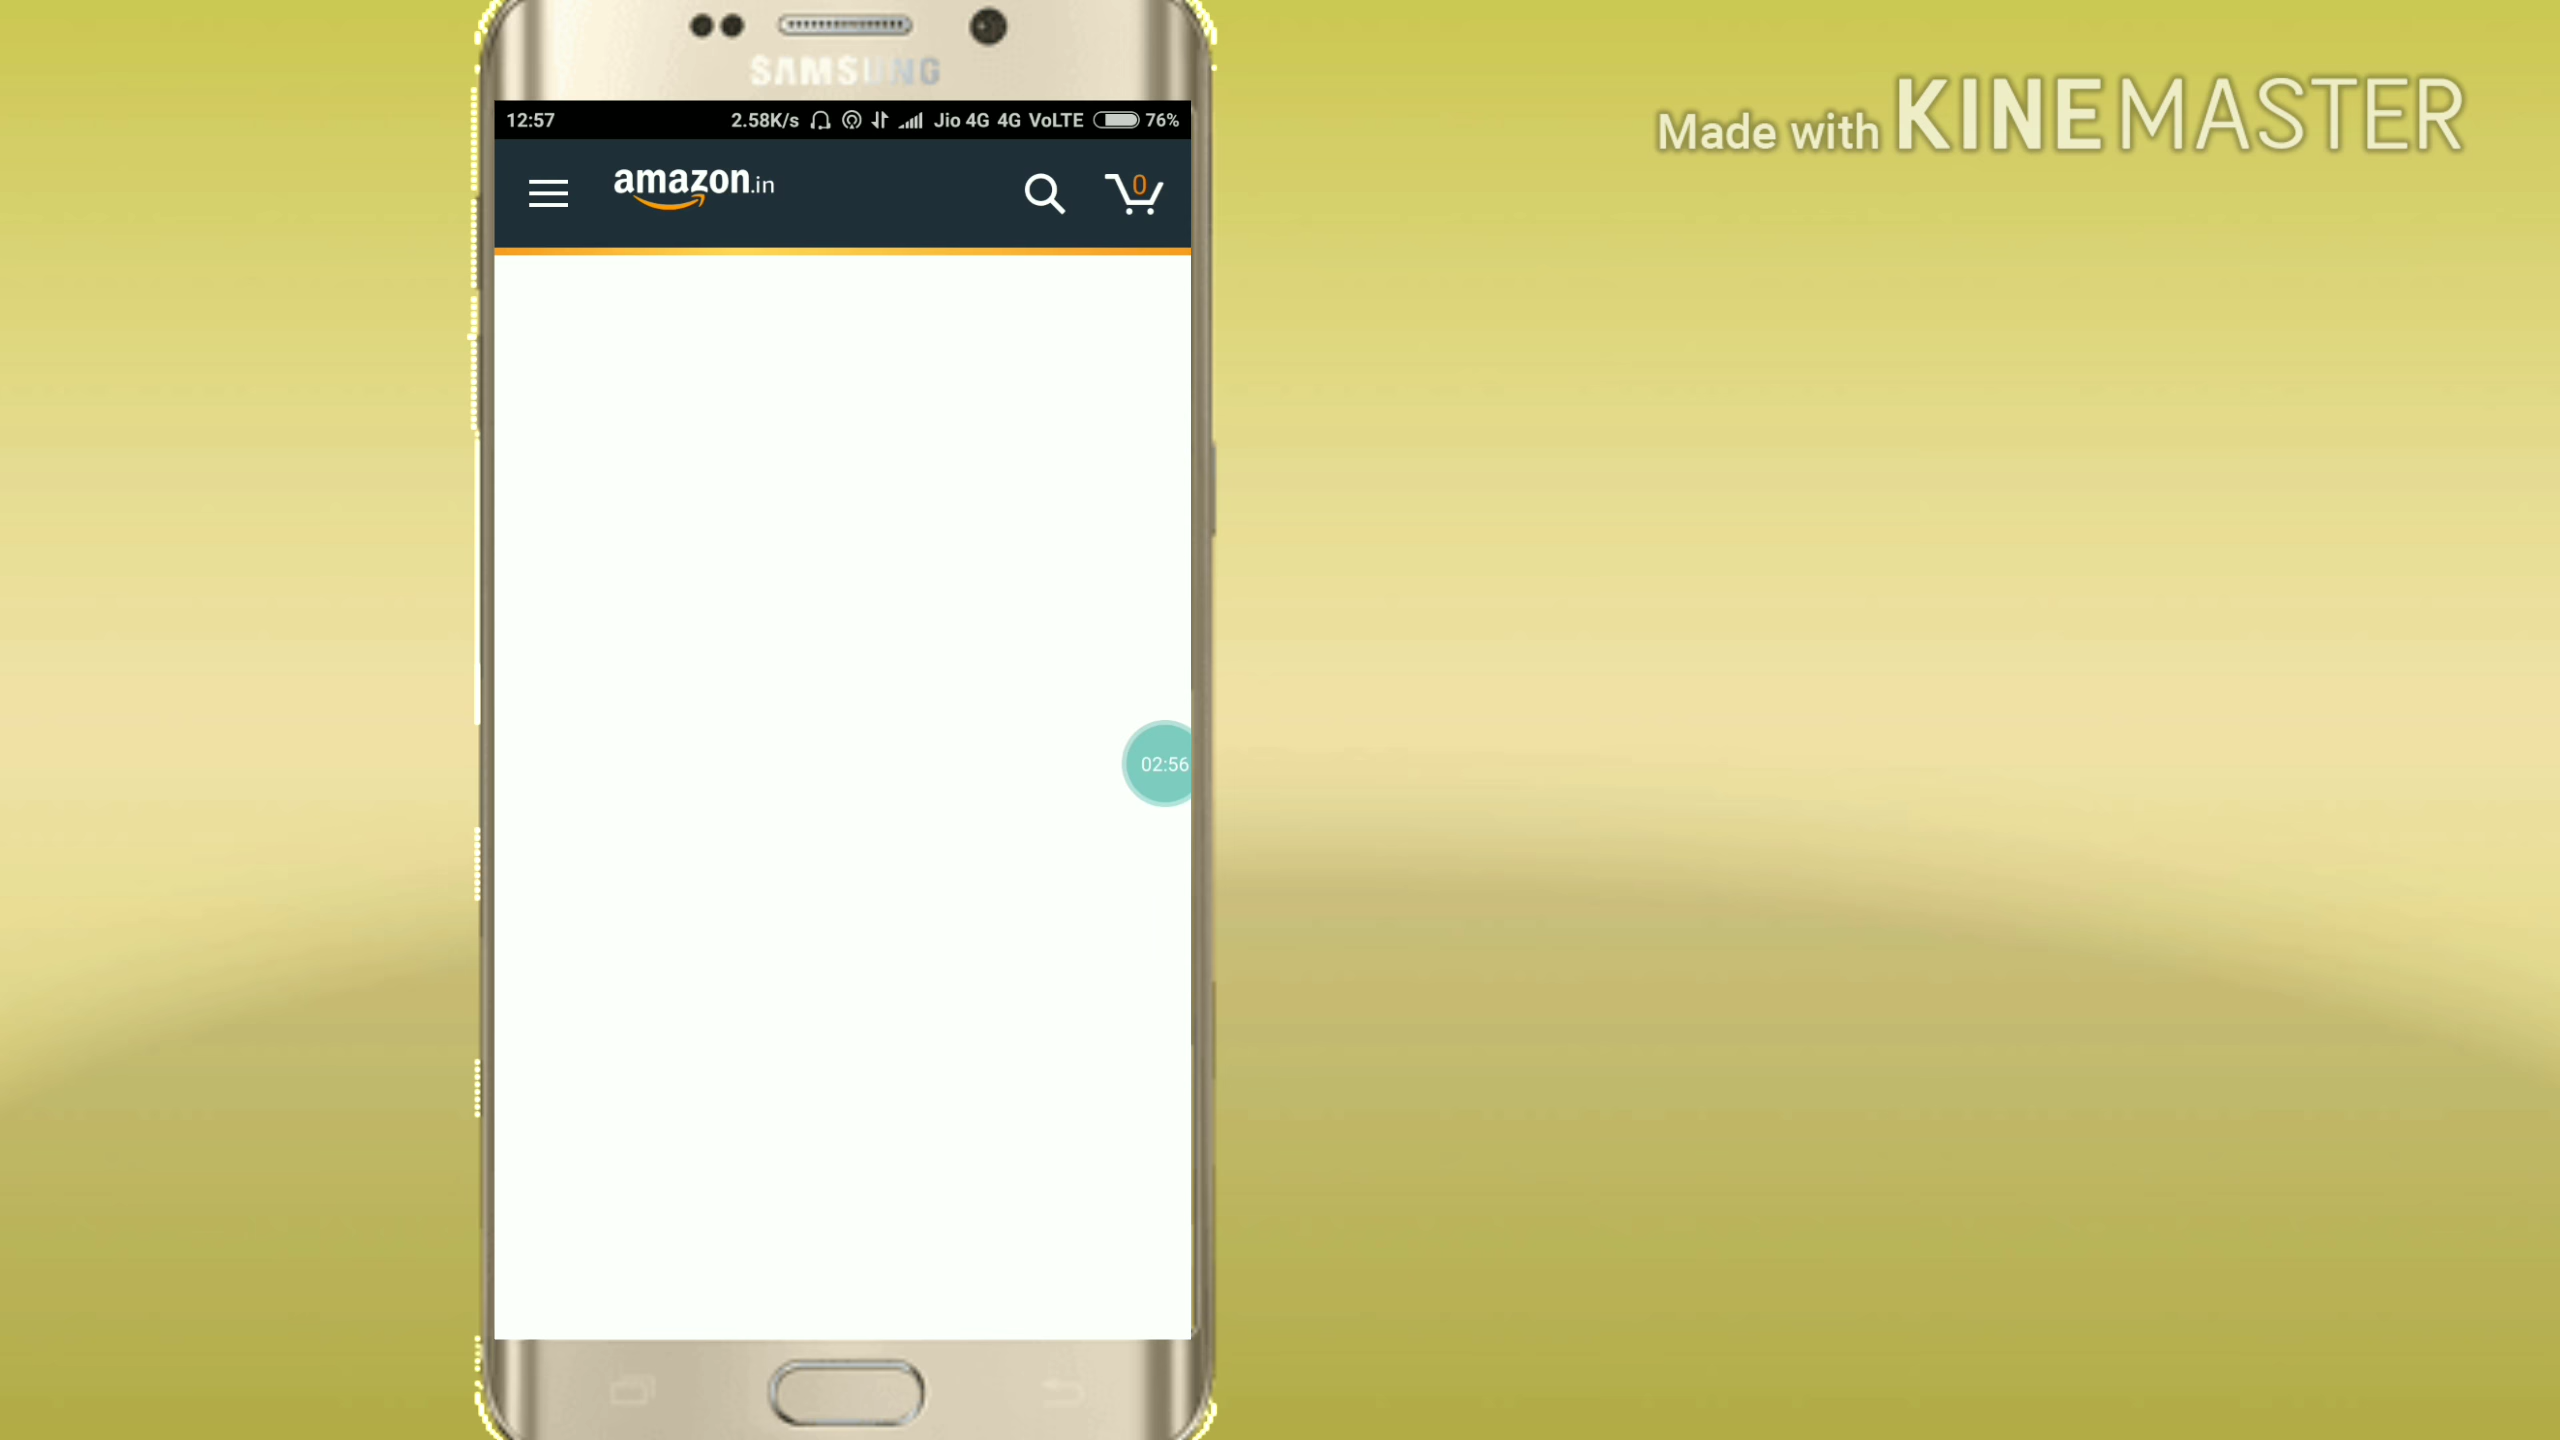 SAMSUNG
12:57 2.58K/s Jio 4G 4G VoLTE 76%
amazon.in
0
02:56
Made with KINEMASTER